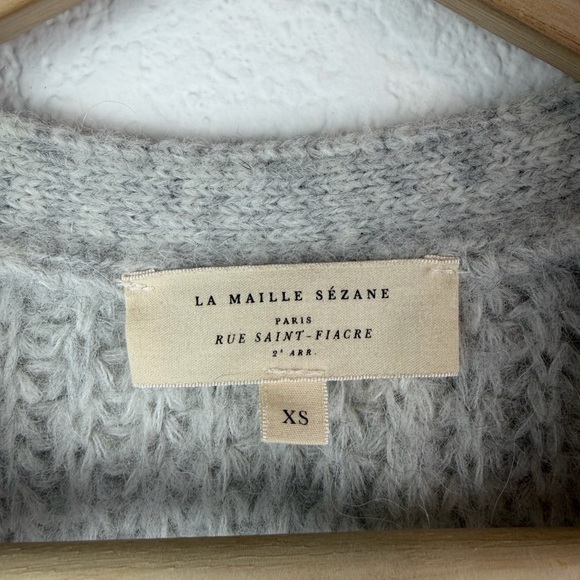 LA MAILLE SÉZANE
PARIS
RUE SAINT-FIACRE
2ᵉ ARR.
XS